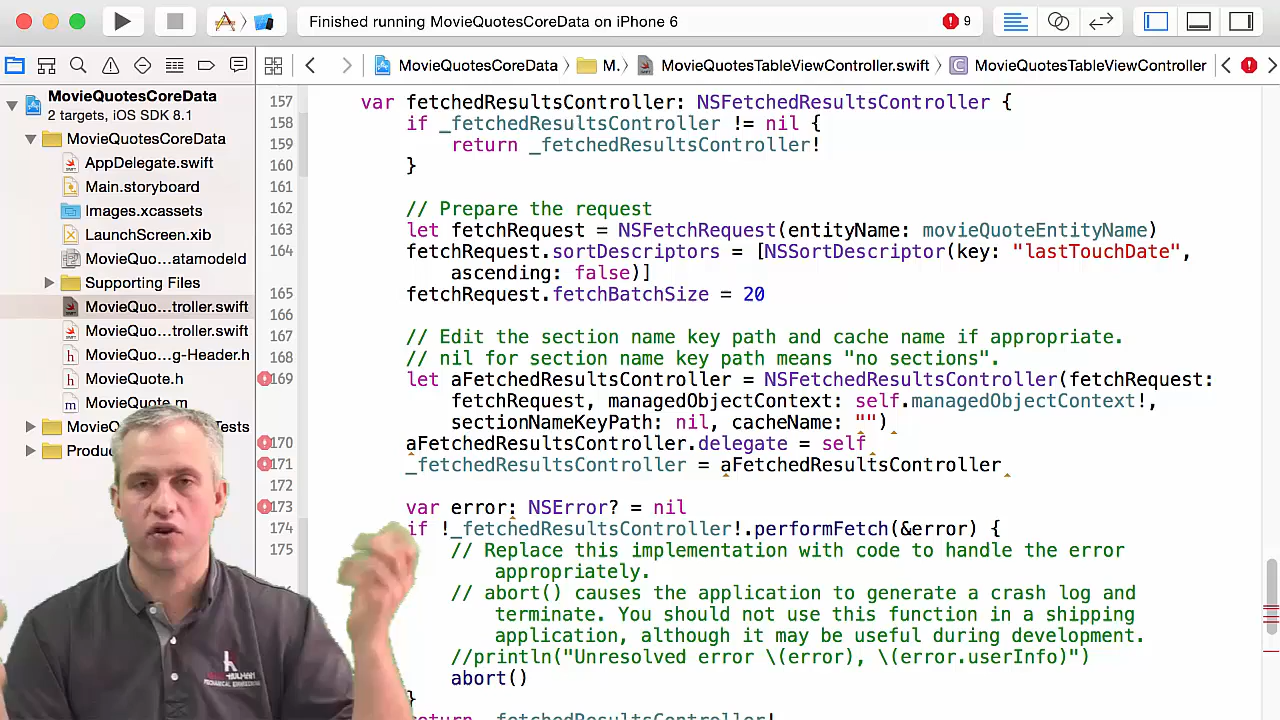 Finished running MovieQuotesCoreData on iPhone 6
9
MovieQuotesCoreData
M.
MovieQuotesTableViewController.swift
MovieQuotesTableViewController
MovieQuotesCoreData
2 targets, iOS SDK 8.1
MovieQuotesCoreData
AppDelegate.swift
Main.storyboard
Images.xcassets
LaunchScreen.xib
MovieQuo...atamodeld
Supporting Files
MovieQuo...troller.swift
MovieQuo...troller.swift
MovieQuo...g-Header.h
MovieQuote.h
MovieQuote.m
MovieQuo Tests
Produc
157 var fetchedResultsController: NSFetchedResultsController {
158 if _fetchedResultsController != nil {
159 return _fetchedResultsController!
160 }
161
162 // Prepare the request
163 let fetchRequest = NSFetchRequest(entityName: movieQuoteEntityName)
164 fetchRequest.sortDescriptors = [NSSortDescriptor(key: "lastTouchDate",
ascending: false)]
165 fetchRequest.fetchBatchSize = 20
166
167 // Edit the section name key path and cache name if appropriate.
168 // nil for section name key path means "no sections".
169 let aFetchedResultsController = NSFetchedResultsController(fetchRequest:
fetchRequest, managedObjectContext: self.managedObjectContext!,
sectionNameKeyPath: nil, cacheName: "")
170 aFetchedResultsController.delegate = self
171 _fetchedResultsController = aFetchedResultsController
172
173 var error: NSError? = nil
174 if !_fetchedResultsController!.performFetch(&error) {
175 // Replace this implementation with code to handle the error
appropriately.
// abort() causes the application to generate a crash log and
terminate. You should not use this function in a shipping
application, although it may be useful during development.
//println("Unresolved error \(error), \(error.userInfo)")
abort()
}
return _fetchedResultsController!